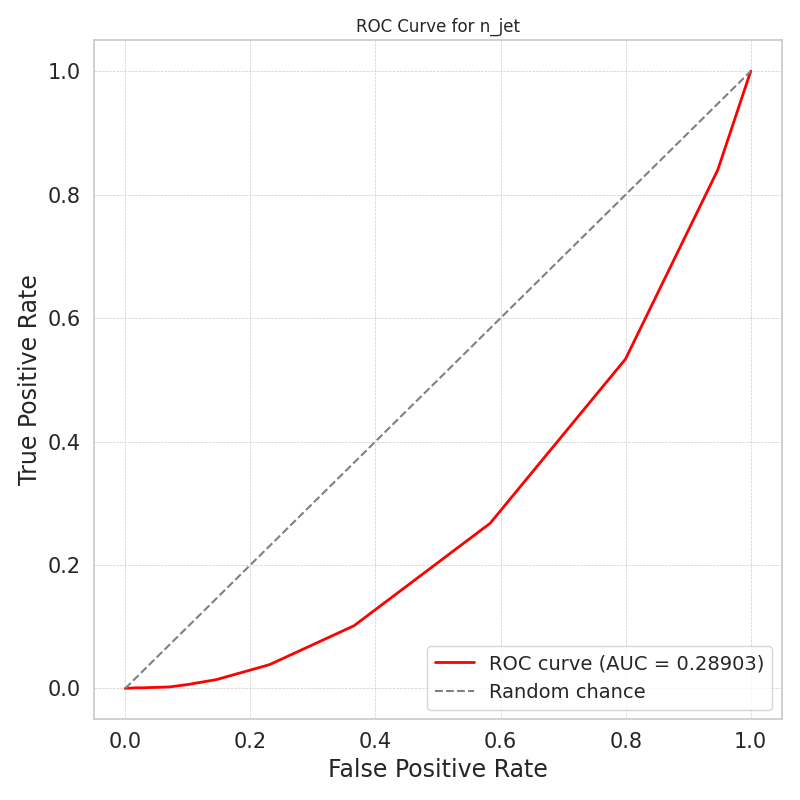 ROC Curve for n_jet
1.0
0.8
0.6
0.4
0.2
0.0
True Positive Rate
ROC curve (AUC = 0.28903)
Random chance
0.0 0.2 0.4 0.6 0.8 1.0
False Positive Rate